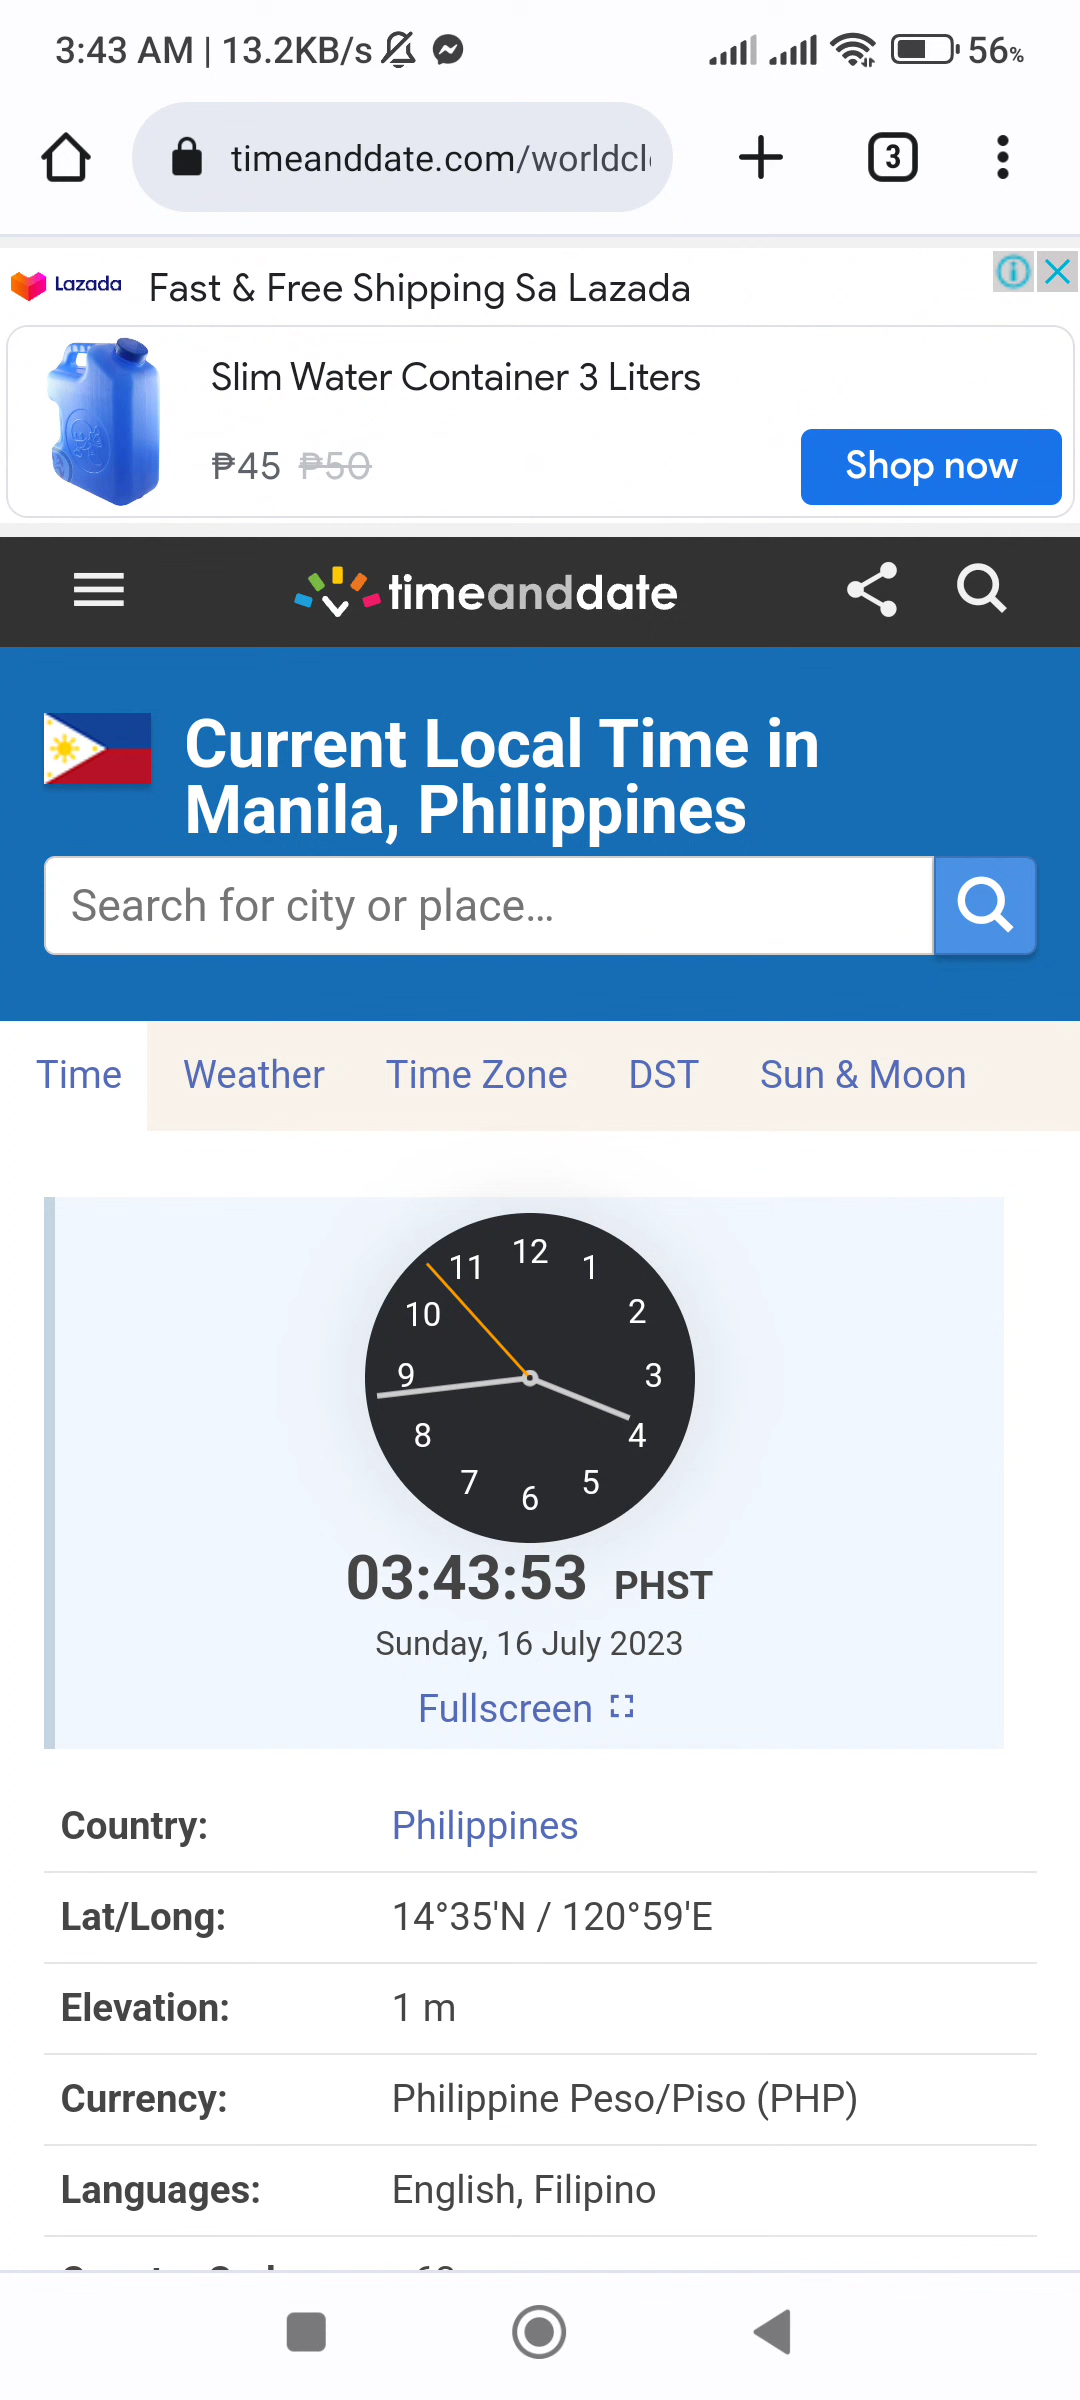 3:43 AM | 13.2KB/s 56%
timeanddate.com/worldcl
3
Lazada Fast & Free Shipping Sa Lazada
Slim Water Container 3 Liters
₱45 ₱50
Shop now
timeanddate
Current Local Time in
Manila, Philippines
Search for city or place...
Time Weather Time Zone DST Sun & Moon
12
11 1
10 2
9 3
8 4
7 5
6
03:43:53 PHST
Sunday, 16 July 2023
Fullscreen
Country: Philippines
Lat/Long: 14°35'N / 120°59'E
Elevation: 1 m
Currency: Philippine Peso/Piso (PHP)
Languages: English, Filipino